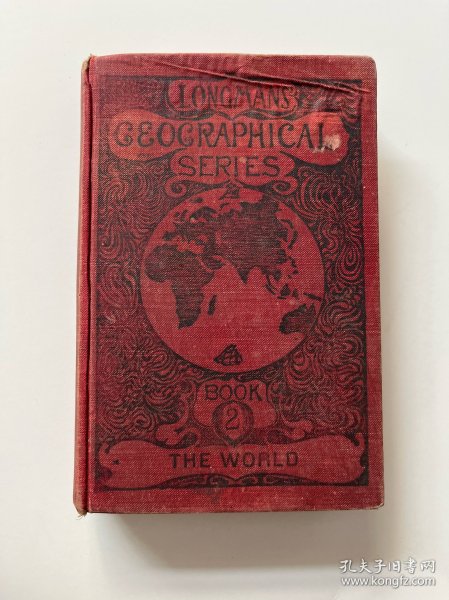 LONGMANS'
GEOGRAPHICAL
SERIES
BOOK
2
THE WORLD
孔夫子旧书网
www.kongfz.com